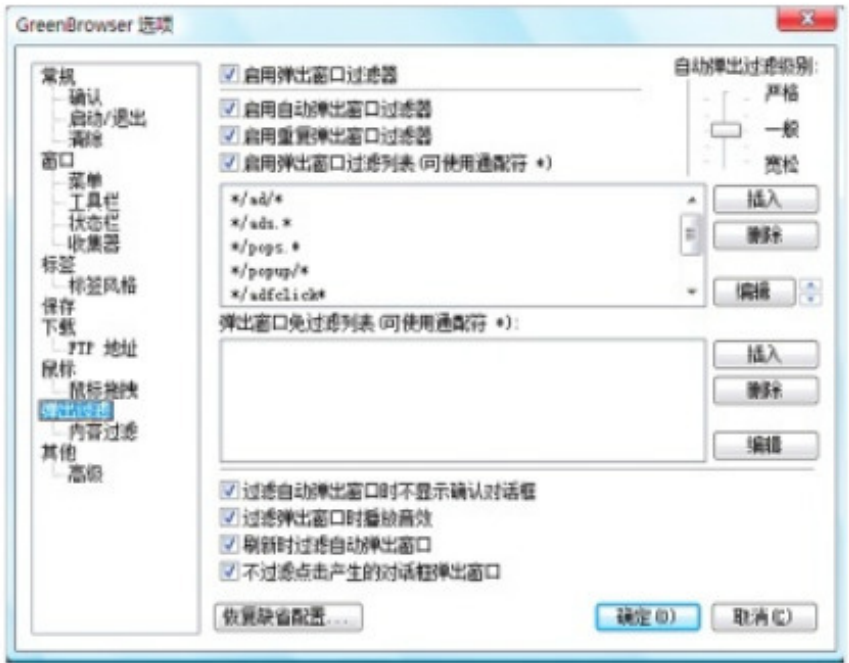 GreenBrowser 选项
常规
确认
启动/退出
清除
窗口
菜单
工具栏
状态栏
收集器
标签
标签风格
保存
下载
FTP 地址
鼠标
鼠标拖拽
弹出过滤
内容过滤
其他
高级
启用弹出窗口过滤器
启用自动弹出窗口过滤器
启用重复弹出窗口过滤器
启用弹出窗口过滤列表(可使用通配符 *)
自动弹出过滤级别:
严格
一般
宽松
*/ad/*
*/ads.*
*/pops.*
*/popup/*
*/adfclick*
插入
删除
编辑
弹出窗口免过滤列表(可使用通配符 *):
插入
删除
编辑
过滤自动弹出窗口时不显示确认对话框
过滤弹出窗口时播放音效
刷新时过滤自动弹出窗口
不过滤点击产生的对话框弹出窗口
恢复缺省配置...
确定(O)
取消(C)